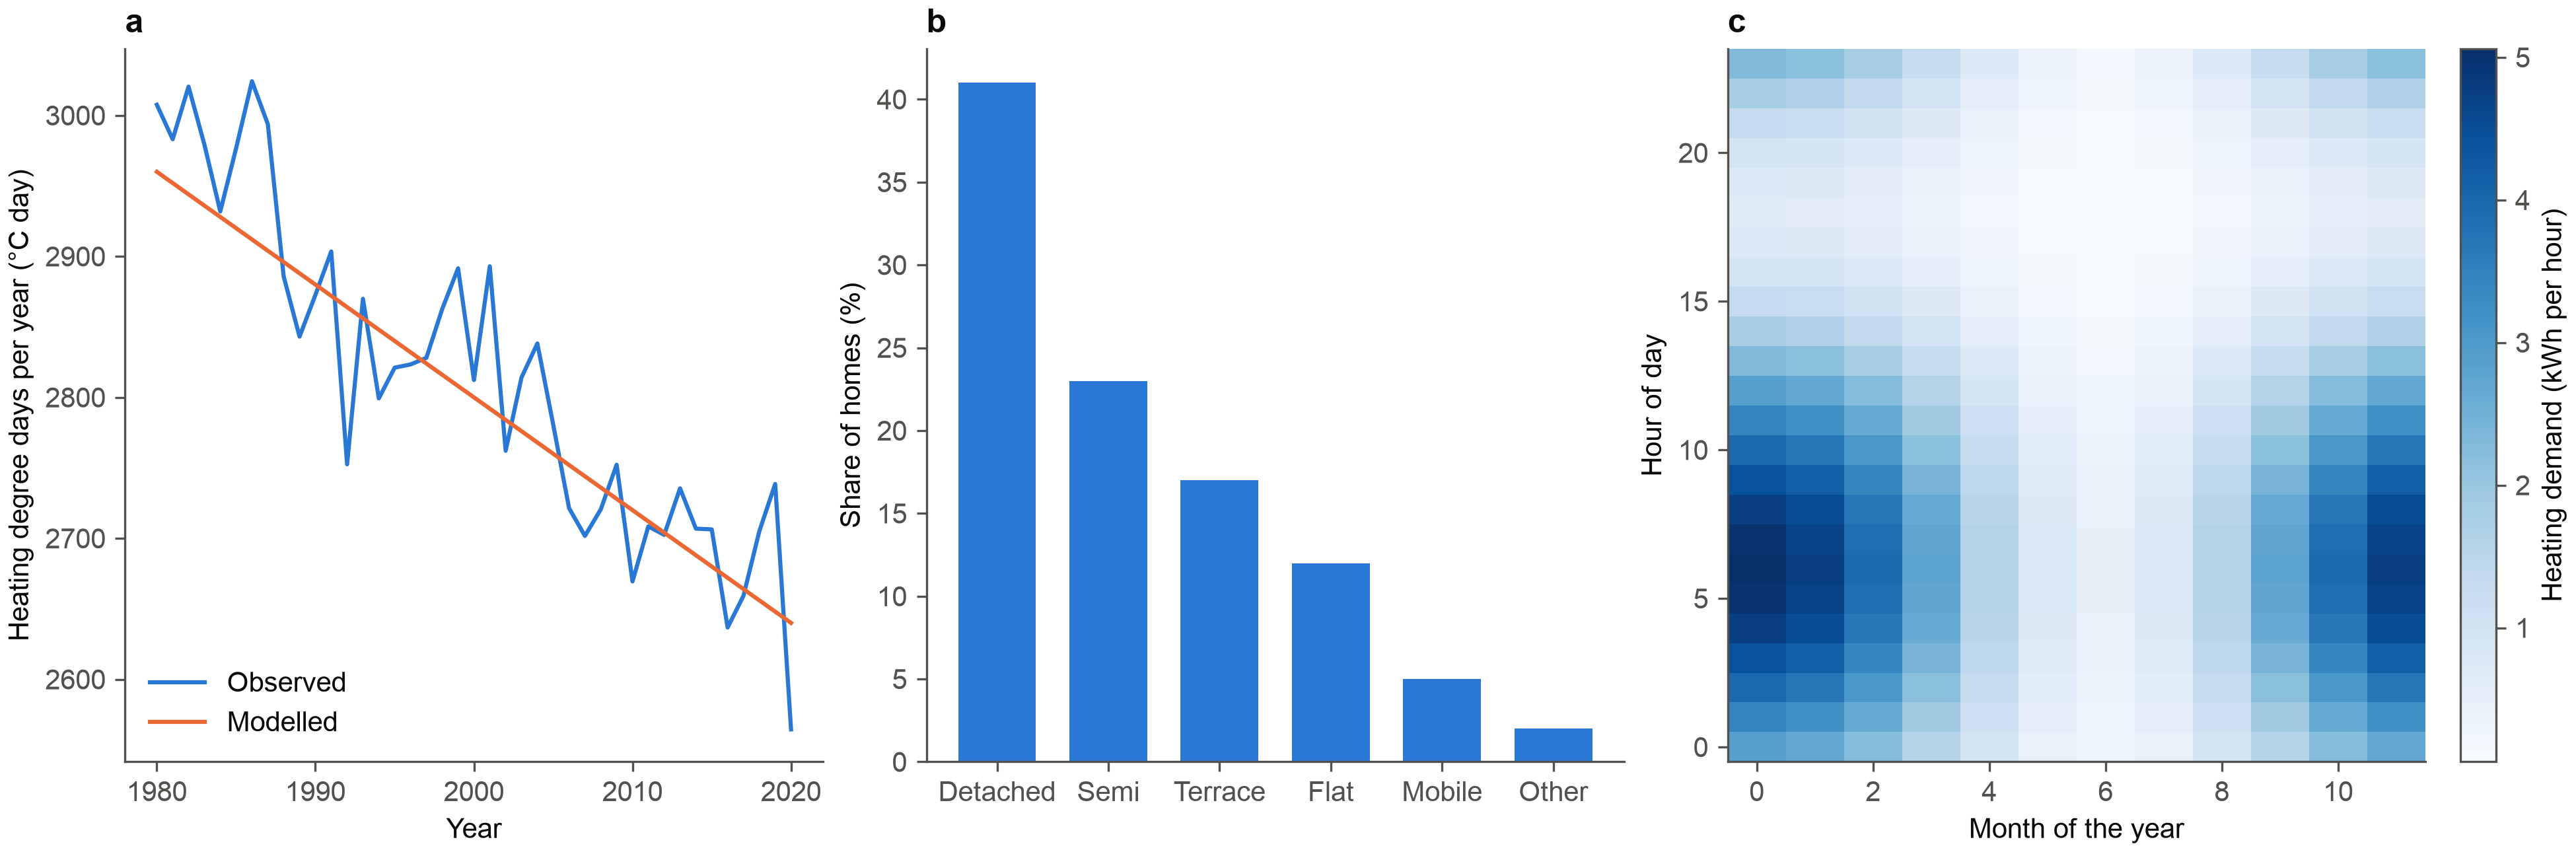 a
Heating degree days per year (°C day)
3000
2900
2800
2700
2600
Observed
Modelled
1980 1990 2000 2010 2020
Year
b
Share of homes (%)
40
35
30
25
20
15
10
5
0
Detached Semi Terrace Flat Mobile Other
c
Hour of day
20
15
10
5
0
0 2 4 6 8 10
Month of the year
5
4
3
2
1
Heating demand (kWh per hour)